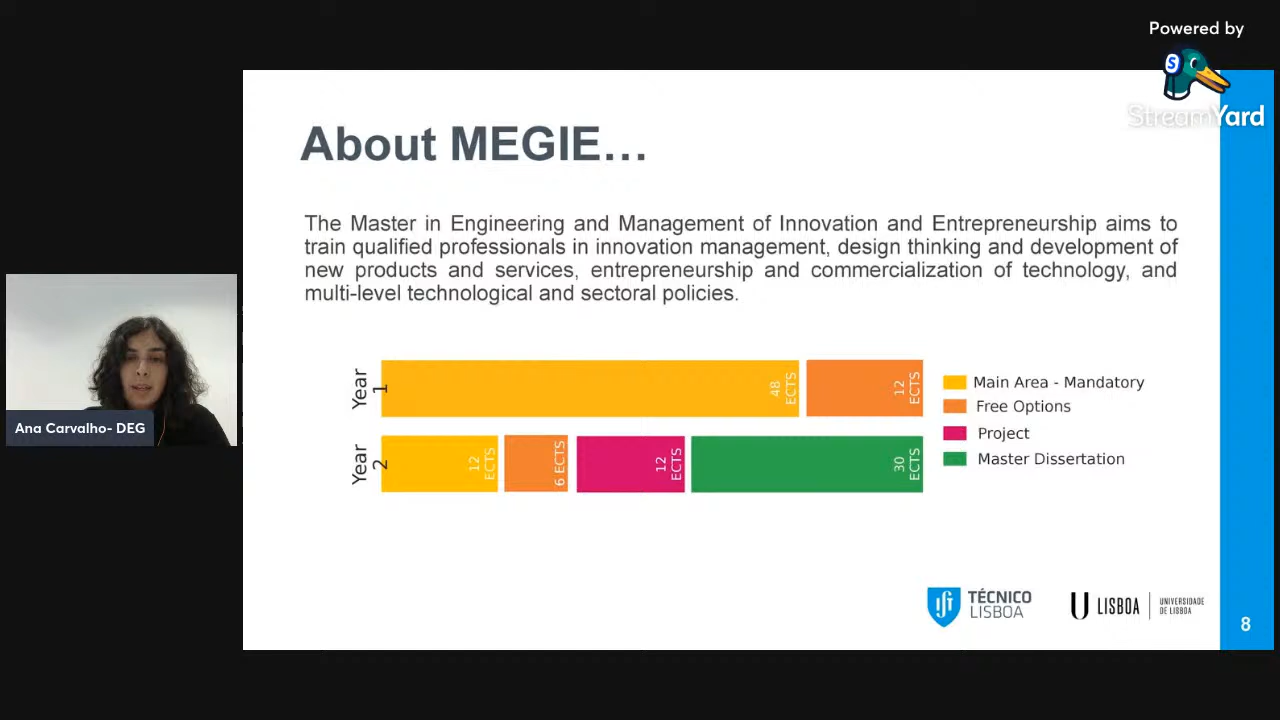 Powered by
StreamYard
About MEGIE...
The Master in Engineering and Management of Innovation and Entrepreneurship aims to
train qualified professionals in innovation management, design thinking and development of
new products and services, entrepreneurship and commercialization of technology, and
multi-level technological and sectoral policies.
Year
1
48
ECTS
12
ECTS
Year
2
12
ECTS
6 ECTS
12
ECTS
30
ECTS
Main Area - Mandatory
Free Options
Project
Master Dissertation
Ana Carvalho- DEG
TÉCNICO
LISBOA
LISBOA
UNIVERSIDADE
DE LISBOA
8